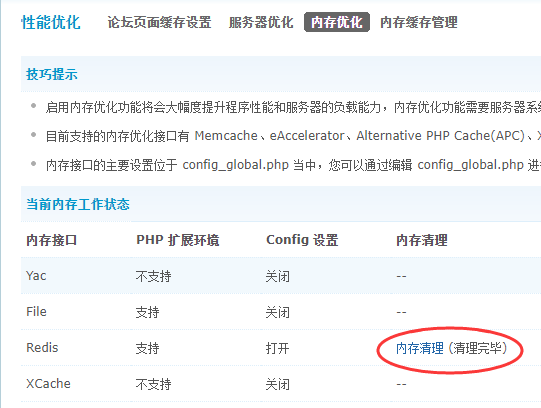 性能优化 论坛页面缓存设置 服务器优化 内存优化 内存缓存管理
技巧提示
启用内存优化功能将会大幅度提升程序性能和服务器的负载能力，内存优化功能需要服务器系
目前支持的内存优化接口有 Memcache、eAccelerator、Alternative PHP Cache(APC)、X
内存接口的主要设置位于 config_global.php 当中，您可以通过编辑 config_global.php 进
当前内存工作状态
内存接口 PHP 扩展环境 Config 设置 内存清理
Yac 不支持 关闭 --
File 支持 关闭 --
Redis 支持 打开 内存清理 (清理完毕)
XCache 不支持 关闭 --